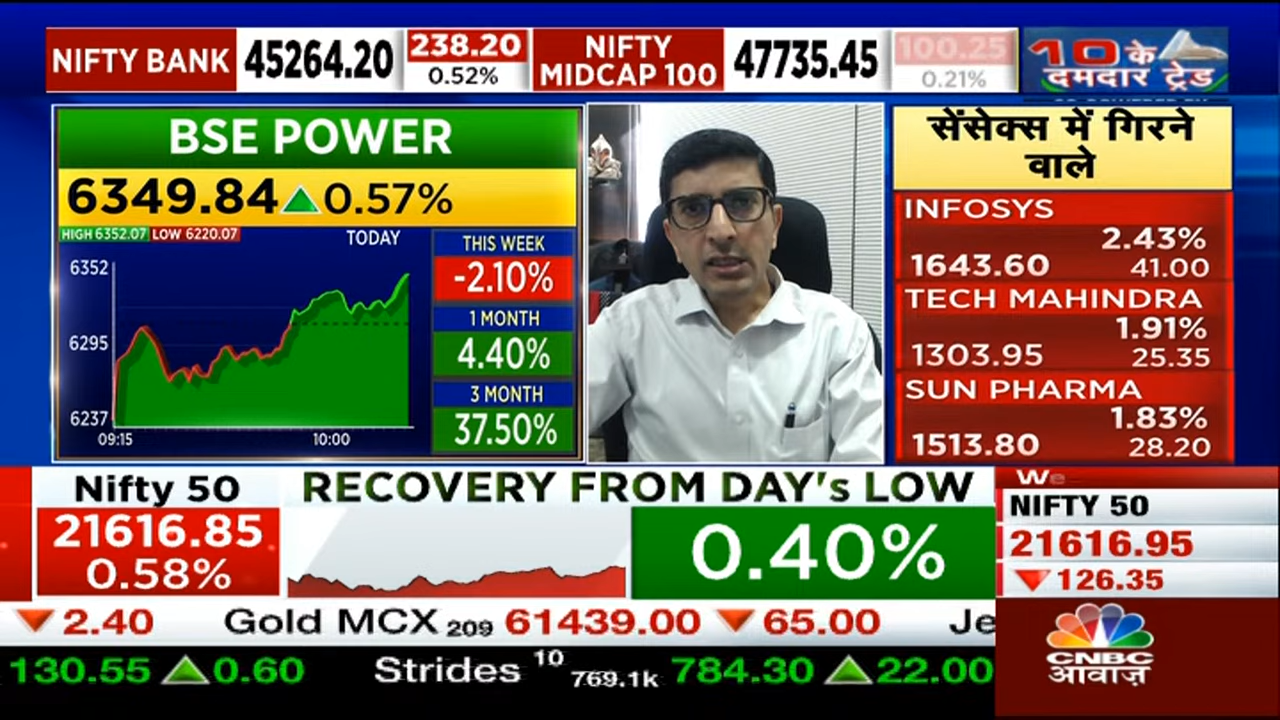 NIFTY BANK
45264.20
238.20
0.52%
NIFTY
MIDCAP 100
47735.45
100.25
0.21%
10 के
दमदार ट्रेड
BSE POWER
6349.84 0.57%
HIGH 6352.07 LOW 6220.07
TODAY
6352
6295
6237
09:15
10:00
THIS WEEK
-2.10%
1 MONTH
4.40%
3 MONTH
37.50%
सेंसेक्स में गिरने
वाले
INFOSYS
2.43%
1643.60 41.00
TECH MAHINDRA
1.91%
1303.95 25.35
SUN PHARMA
1.83%
1513.80 28.20
Nifty 50
21616.85
0.58%
RECOVERY FROM DAY's LOW
0.40%
We
NIFTY 50
21616.95
126.35
2.40 Gold MCX 209 61439.00 65.00 Je
130.55 0.60 Strides 10 769.1k 784.30 22.00
CNBC
आवाज़